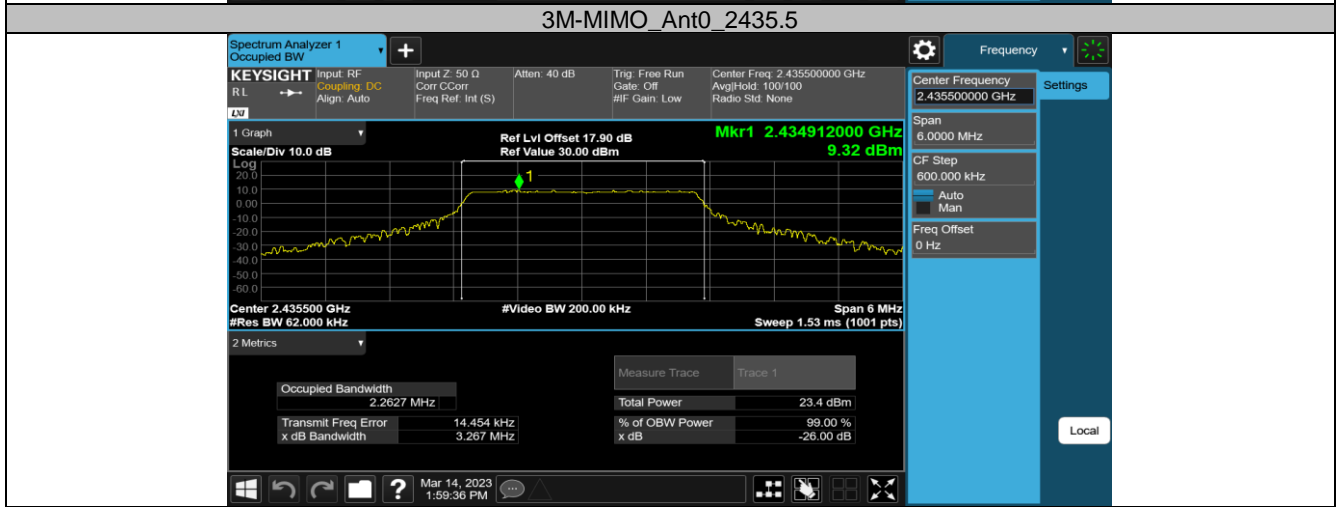 3M-MIMO_Ant0_2435.5
Spectrum Analyzer 1
Occupied BW
+
Frequency
KEYSIGHT Input: RF Input Z: 50 Ω Atten: 40 dB Trig: Free Run Center Freq: 2.435500000 GHz
RL Coupling: DC Corr CCorr Gate: Off Avg|Hold: 100/100
Align: Auto Freq Ref: Int (S) #IF Gain: Low Radio Std: None
LXI
Center Frequency
2.435500000 GHz
Settings
Span
6.0000 MHz
CF Step
600.000 kHz
Auto
Man
Freq Offset
0 Hz
1 Graph Ref Lvl Offset 17.90 dB Mkr1 2.434912000 GHz
Scale/Div 10.0 dB Ref Value 30.00 dBm 9.32 dBm
Log
20.0
1
10.0
0.00
-10.0
-20.0
-30.0
-40.0
-50.0
-60.0
Center 2.435500 GHz #Video BW 200.00 kHz Span 6 MHz
#Res BW 62.000 kHz Sweep 1.53 ms (1001 pts)
2 Metrics
Measure Trace Trace 1
Occupied Bandwidth
2.2627 MHz Total Power 23.4 dBm
Transmit Freq Error 14.454 kHz % of OBW Power 99.00 %
x dB Bandwidth 3.267 MHz x dB -26.00 dB
Local
? Mar 14, 2023
1:59:36 PM